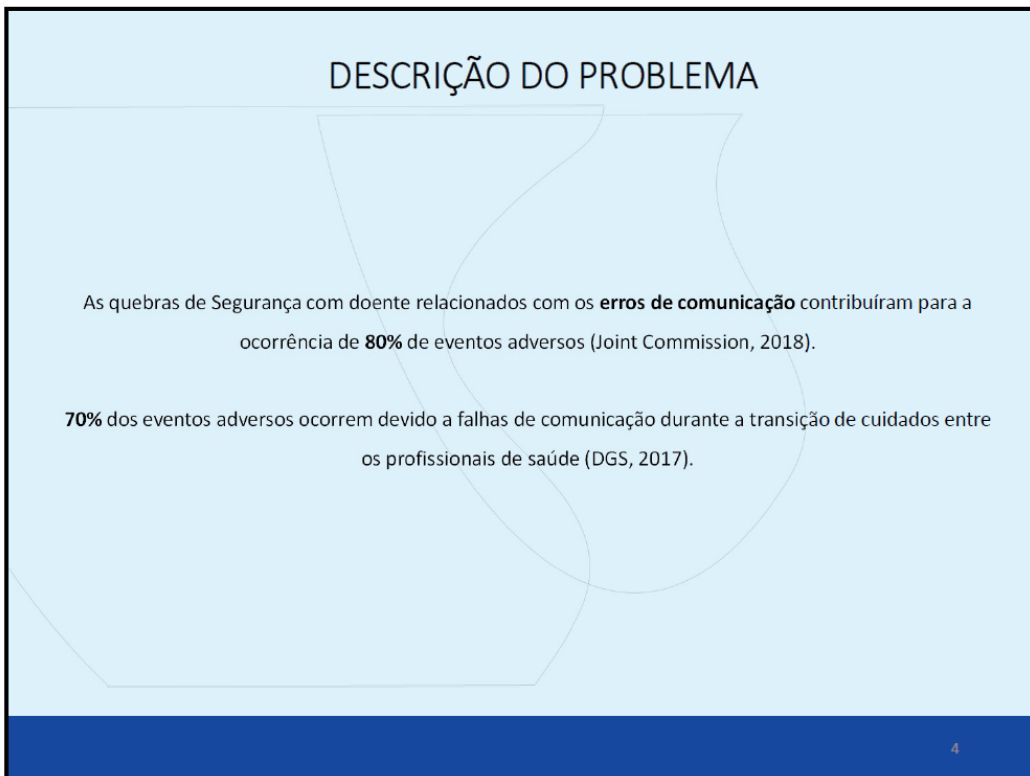 DESCRIÇÃO DO PROBLEMA
As quebras de Segurança com doente relacionados com os erros de comunicação contribuíram para a
ocorrência de 80% de eventos adversos (Joint Commission, 2018).
70% dos eventos adversos ocorrem devido a falhas de comunicação durante a transição de cuidados entre
os profissionais de saúde (DGS, 2017).
4